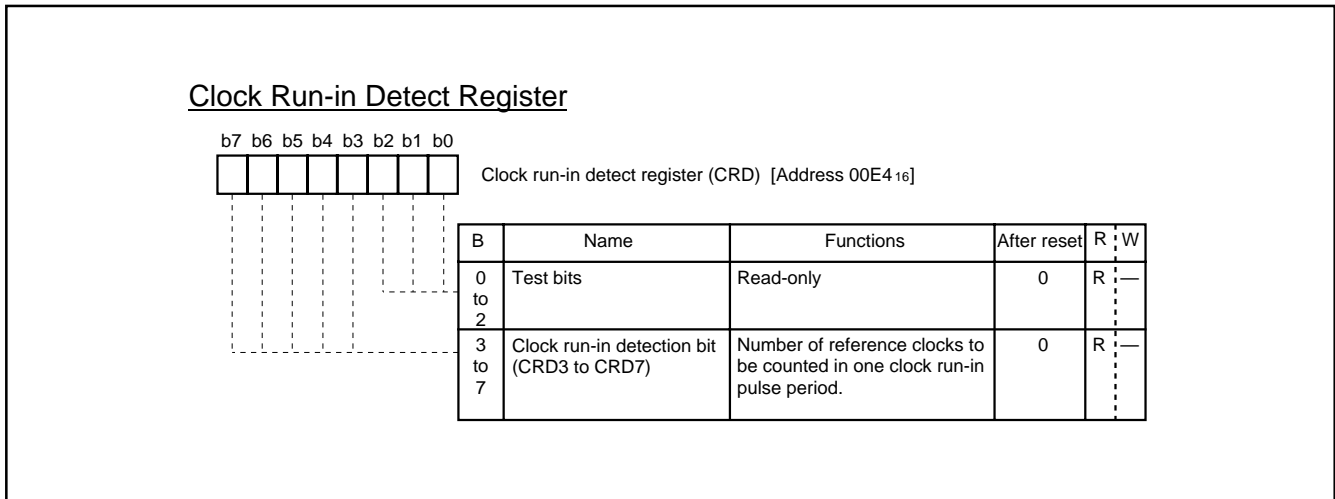 Clock Run-in Detect Register
b7 b6 b5 b4 b3 b2 b1 b0
Clock run-in detect register (CRD) [Address 00E4 16]
B Name Functions After reset R W
0 to 2 Test bits Read-only 0 R —
3 to 7 Clock run-in detection bit (CRD3 to CRD7) Number of reference clocks to be counted in one clock run-in pulse period. 0 R —